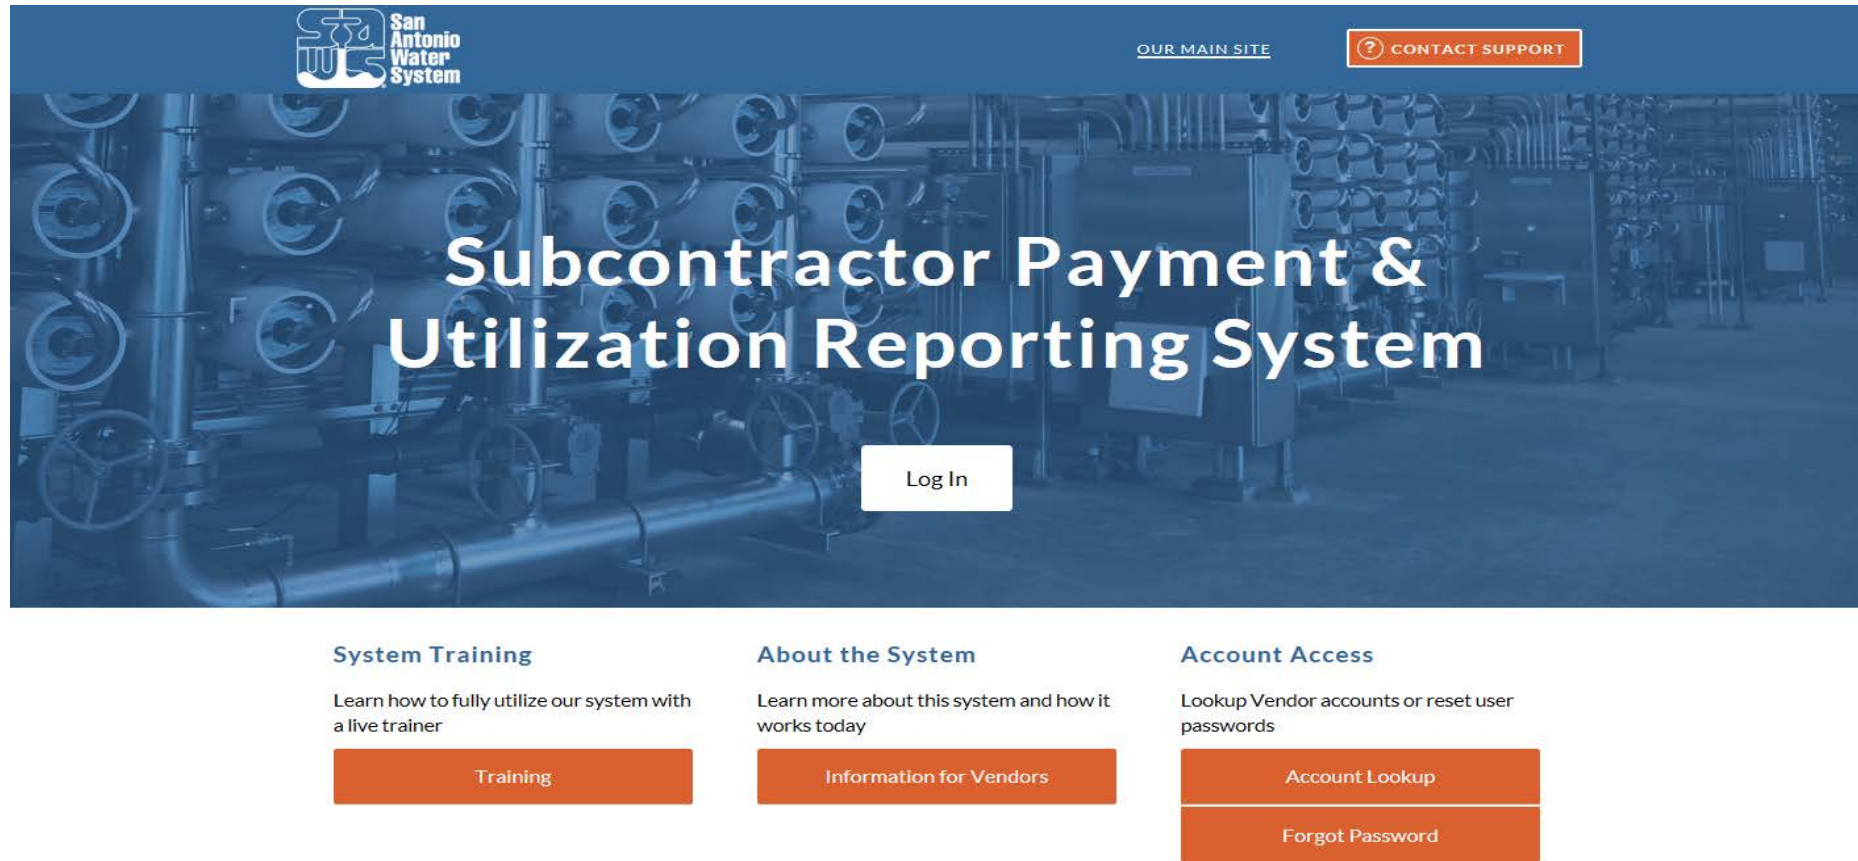 San
Antonio
Water
System
OUR MAIN SITE
? CONTACT SUPPORT
Subcontractor Payment &
Utilization Reporting System
Log In
System Training
Learn how to fully utilize our system with
a live trainer
Training
About the System
Learn more about this system and how it
works today
Information for Vendors
Account Access
Lookup Vendor accounts or reset user
passwords
Account Lookup
Forgot Password